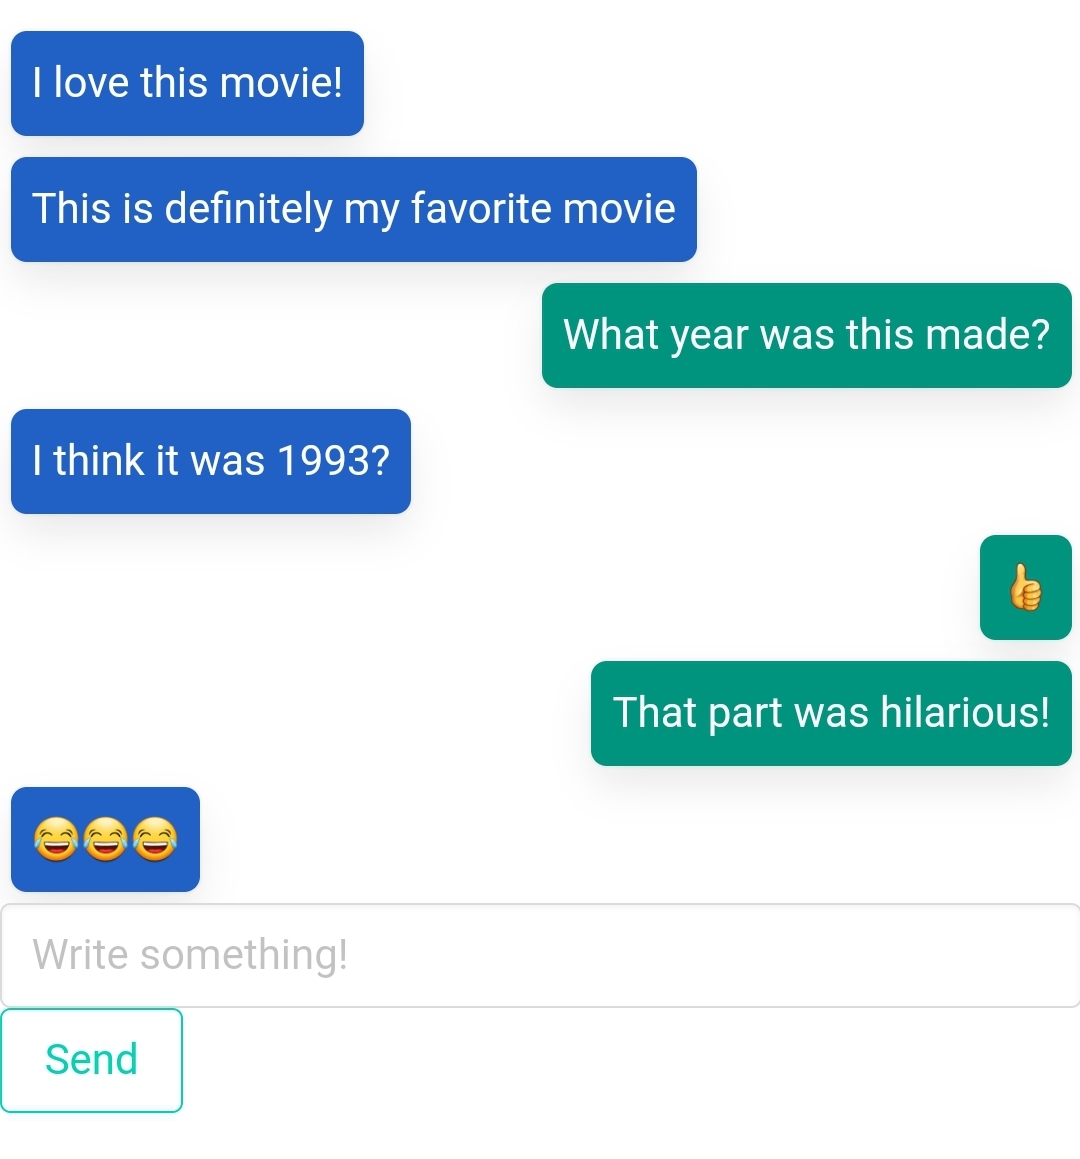 I love this movie!
This is definitely my favorite movie
What year was this made?
I think it was 1993?
👍
That part was hilarious!
😂😂😂
Write something!
Send